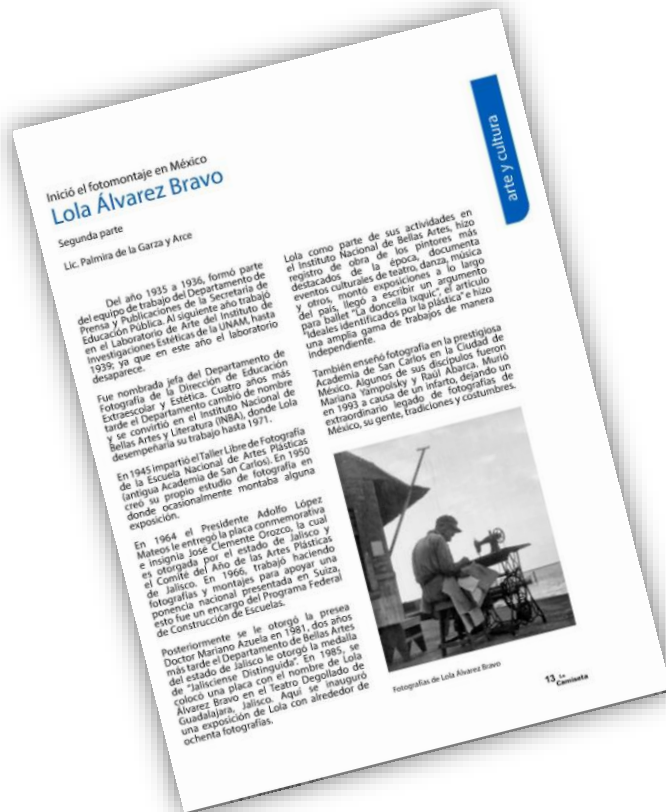 Inició el fotomontaje en México
Lola Álvarez Bravo
Segunda parte
Lic. Palmira de la Garza y Arce
Del año 1935 a 1936, formó parte
del equipo de trabajo del Departamento de
Prensa y Publicaciones de la Secretaría de
Educación Pública. Al siguiente año trabajó
en el Laboratorio de Arte del Instituto de
Investigaciones Estéticas de la UNAM, hasta
1939; ya que en este año el laboratorio
desaparece.
Fue nombrada jefa del Departamento de
Fotografía de la Dirección de Educación
Extraescolar y Estética. Cuatro años más
tarde el Departamento cambió de nombre
y se convirtió en el Instituto Nacional de
Bellas Artes y Literatura (INBA), donde Lola
desempeñaría su trabajo hasta 1971.
En 1945 impartió el Taller Libre de Fotografía
de la Escuela Nacional de Artes Plásticas
(antigua Academia de San Carlos). En 1950
creó su propio estudio de fotografía en
donde ocasionalmente montaba alguna
exposición.
En 1964 el Presidente Adolfo López
Mateos le entregó la placa conmemorativa
e insignia José Clemente Orozco, la cual
es otorgada por el estado de Jalisco y
el Comité del Año de las Artes Plásticas
de Jalisco. En 1966, trabajó haciendo
fotografías y montajes para apoyar una
ponencia nacional presentada en Suiza,
esto fue un encargo del Programa Federal
de Construcción de Escuelas.
Posteriormente se le otorgó la presea
Doctor Mariano Azuela en 1981, dos años
más tarde el Departamento de Bellas Artes
del estado de Jalisco le otorgó la medalla
de "Jalisciense Distinguida". En 1985, se
colocó una placa con el nombre de Lola
Álvarez Bravo en el Teatro Degollado de
Guadalajara, Jalisco. Aquí se inauguró
una exposición de Lola con alrededor de
ochenta fotografías.
Lola como parte de sus actividades en
el Instituto Nacional de Bellas Artes, hizo
registro de obra de los pintores más
destacados de la época, documenta
eventos culturales de teatro, danza, música
y otros, montó exposiciones a lo largo
del país, llegó a escribir un argumento
para ballet "La doncella Ixquic", el artículo
"Ideales identificados por la plástica" e hizo
una amplia gama de trabajos de manera
independiente.
También enseñó fotografía en la prestigiosa
Academia de San Carlos en la Ciudad de
México. Algunos de sus discípulos fueron
Mariana Yampolsky y Raúl Abarca. Murió
en 1993 a causa de un infarto, dejando un
extraordinario legado de fotografías de
México, su gente, tradiciones y costumbres.
arte y cultura
Fotografías de Lola Álvarez Bravo
13 La
Camiseta